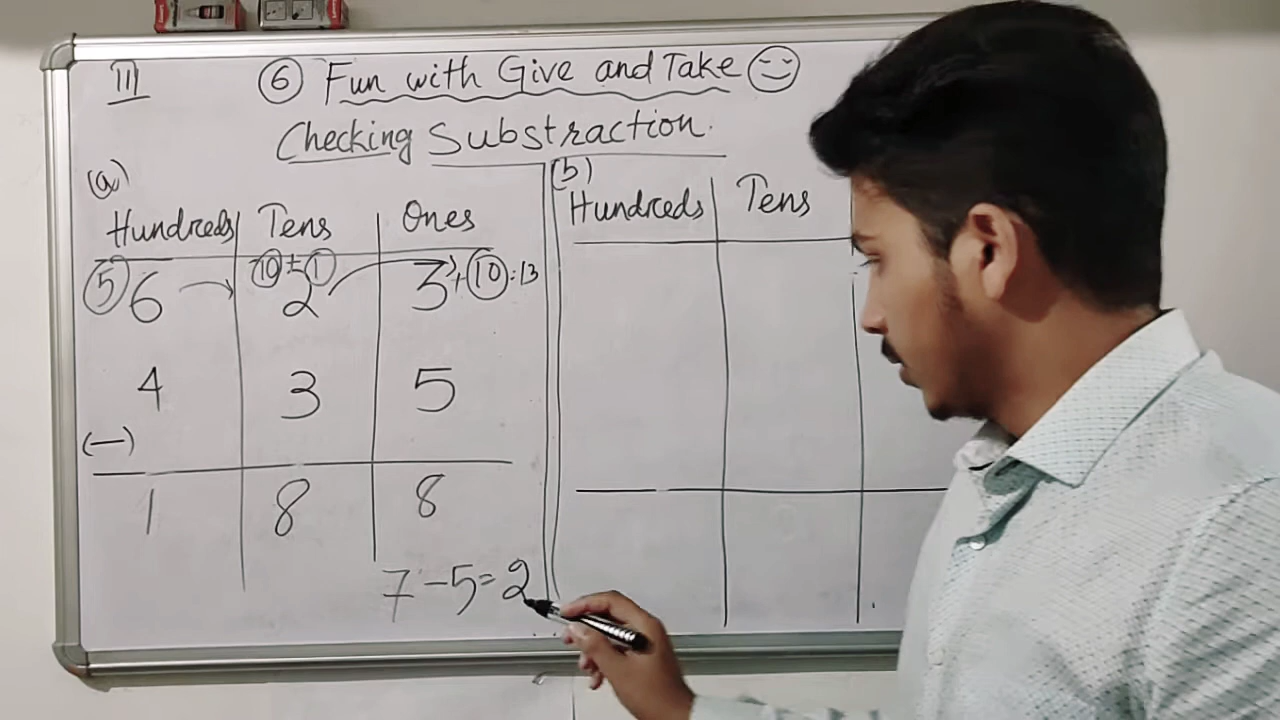 III
⑥ Fun with Give and Take
Checking Substraction.
(a)
Hundreds Tens Ones
⑤ 6 ⑩ ± ① 2 3 + ⑩ = 13
4 3 5
(—)
1 8 8
7 - 5 = 2
(b)
Hundreds Tens